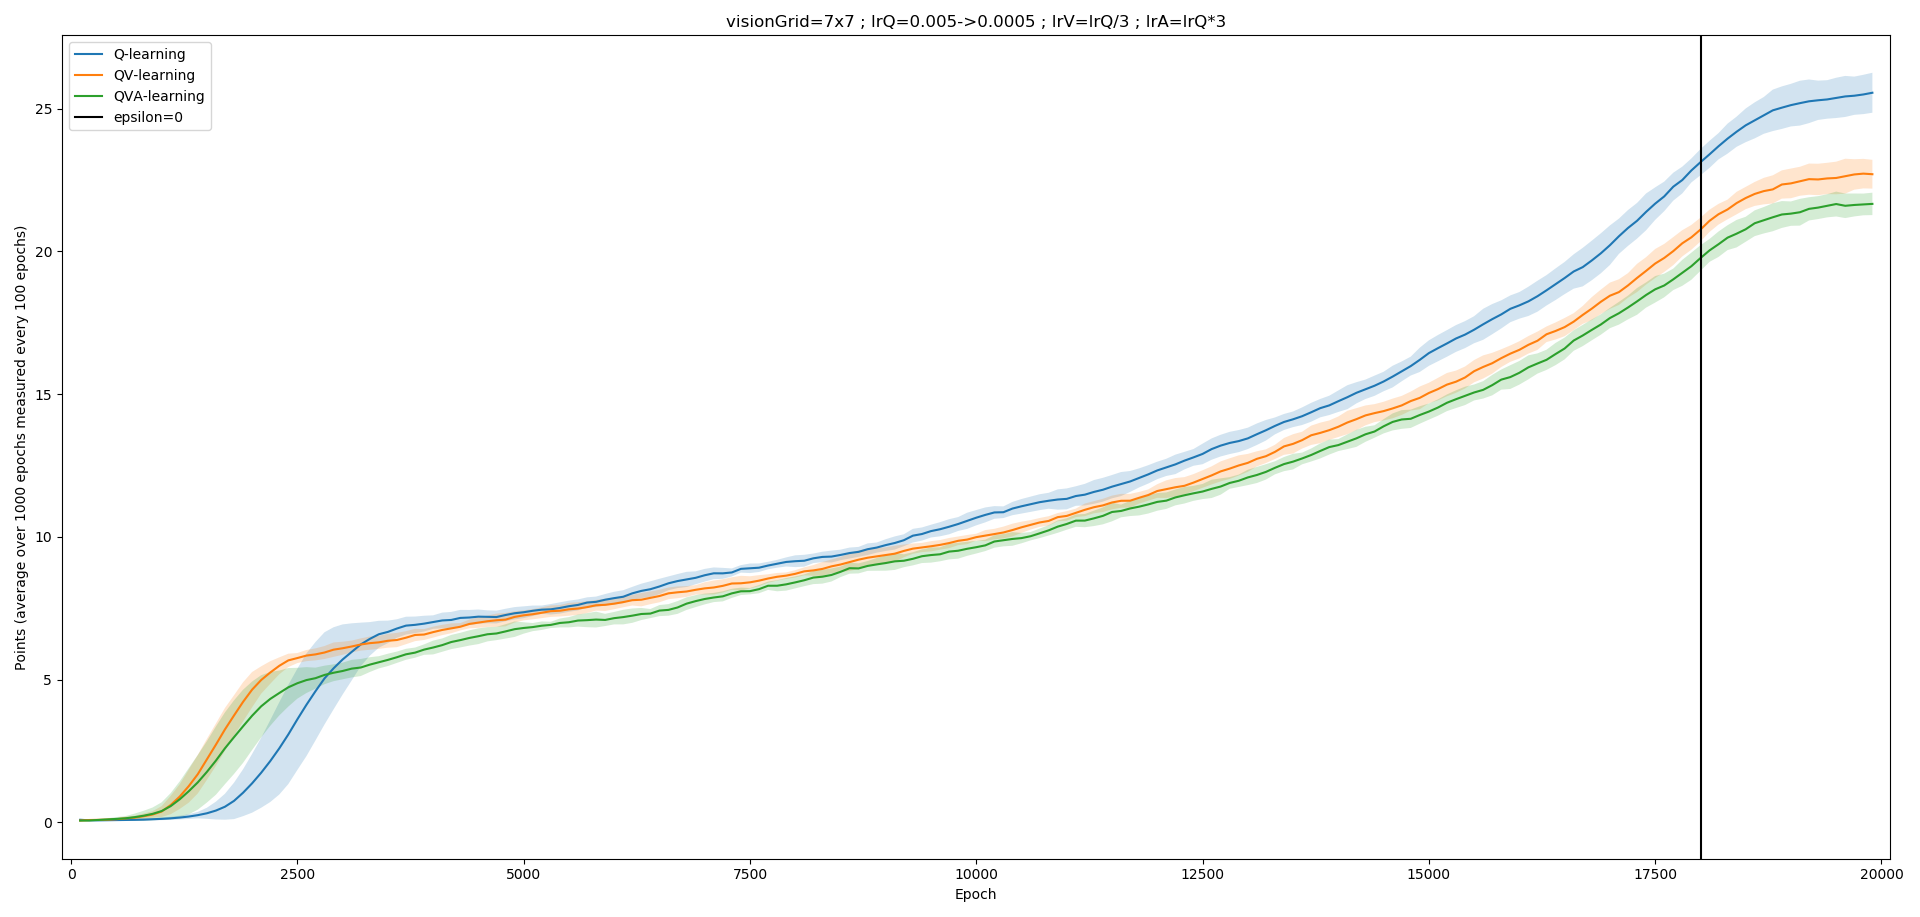 visionGrid=7x7 ; lrQ=0.005->0.0005 ; lrV=lrQ/3 ; lrA=lrQ*3
Q-learning
QV-learning
QVA-learning
epsilon=0
Points (average over 1000 epochs measured every 100 epochs)
25
20
15
10
5
0
0 2500 5000 7500 10000 12500 15000 17500 20000
Epoch